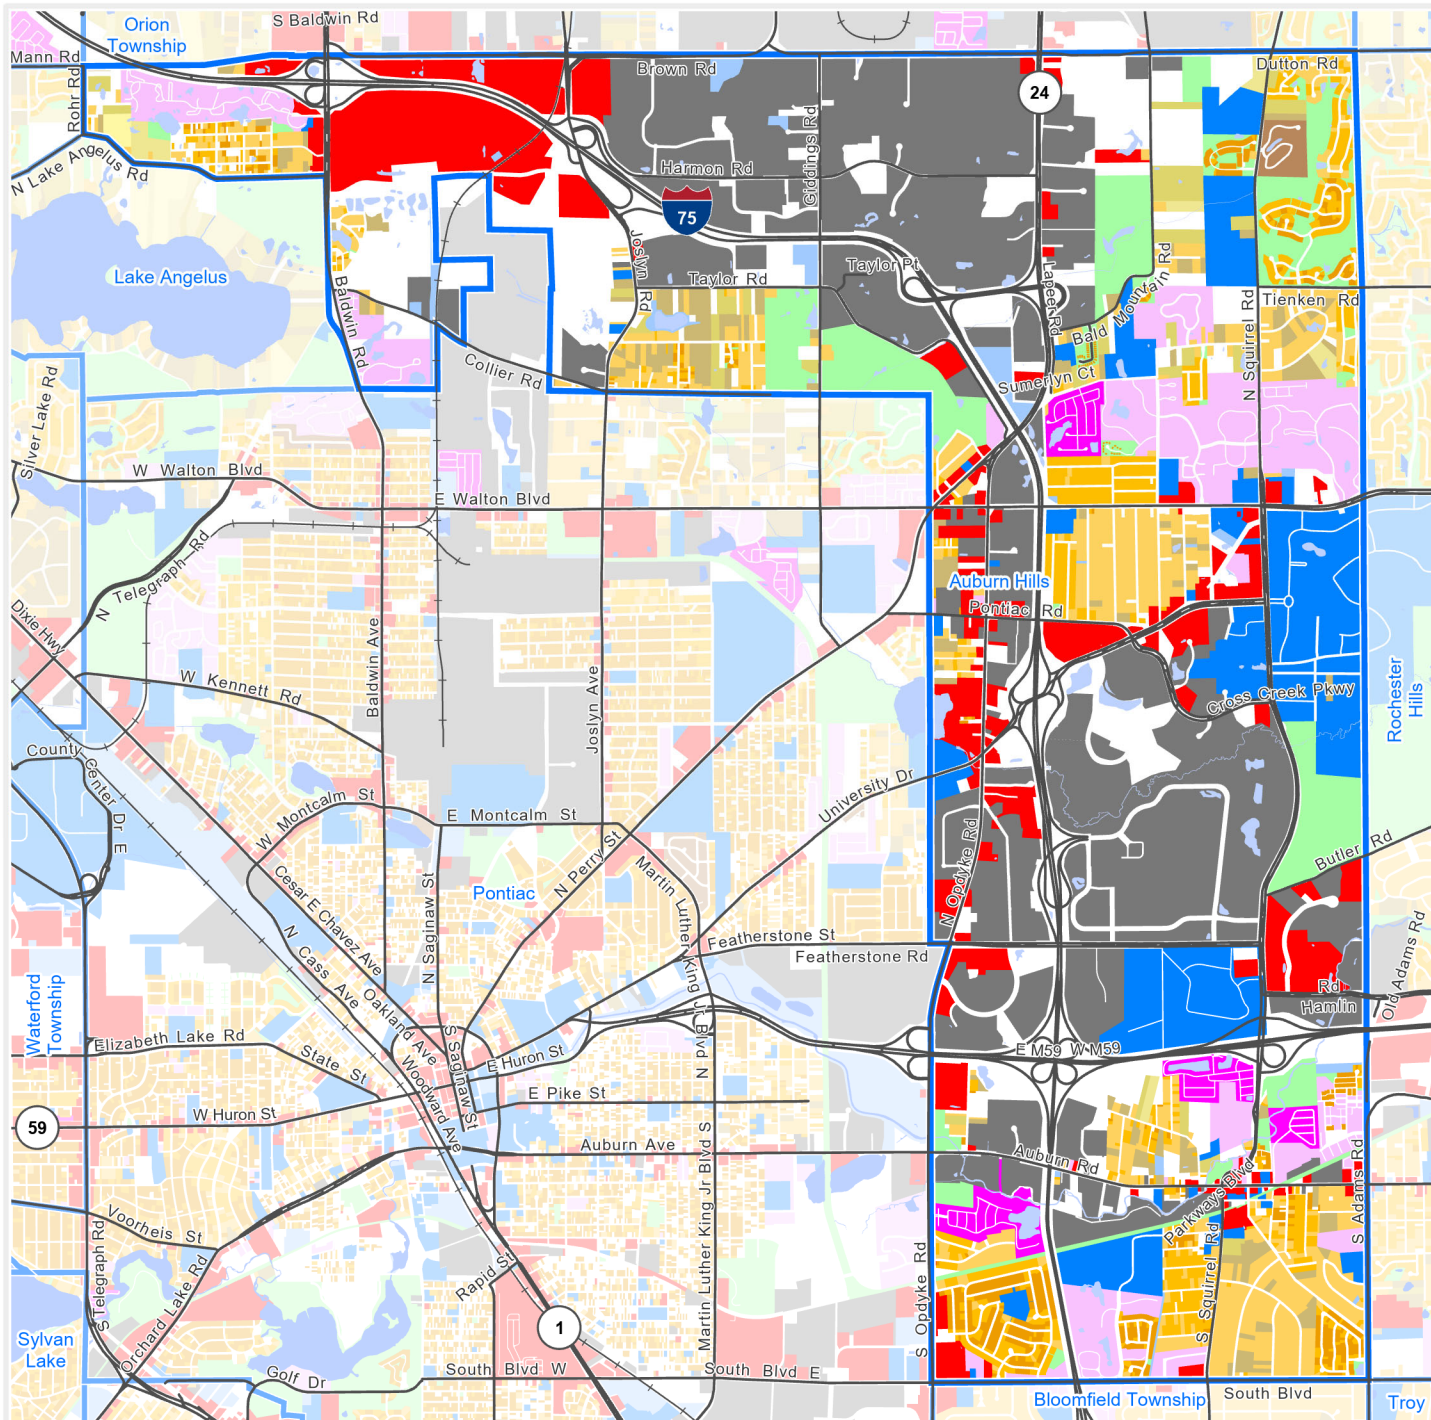 S Baldwin Rd
Orion
Township
Mann Rd
Rohr Rd
Brown Rd
Dutton Rd
24
Giddings Rd
N Lake Angelus Rd
Harmon Rd
75
Joslyn Rd
Taylor Rd
Taylor Pt
Lapeer Rd
Bald Mountain Rd
N Squirrel Rd
Tienken Rd
Lake Angelus
Baldwin Rd
Collier Rd
Sumerlyn Ct
Silver Lake Rd
W Walton Blvd
E Walton Blvd
N Telegraph Rd
Auburn Hills
Pontiac Rd
Dixie Hwy
W Kennett Rd
Baldwin Ave
Joslyn Ave
Cross Creek Pkwy
Rochester
Hills
County Center Dr E
University Dr
W Montcalm St
E Montcalm St
N Perry St
Martin Luther King Jr Blvd N
Butler Rd
Cesar E Chavez Ave
N Saginaw St
Pontiac
N Opdyke Rd
N Cass Ave
Oakland Ave
Featherstone St
Featherstone Rd
Old Adams Rd
Rd
Hamlin
Waterford
Township
Elizabeth Lake Rd
State St
S Saginaw St
Woodward Ave
E Huron St
E M59
W M59
E Pike St
W Huron St
59
Auburn Ave
Auburn Rd
Parkways Blvd
S Adams Rd
Voorheis St
S Telegraph Rd
Orchard Lake Rd
Rapid St
Martin Luther King Jr Blvd S
S Opdyke Rd
S Squirrel Rd
1
Sylvan
Lake
Golf Dr
South Blvd W
South Blvd E
Bloomfield Township
South Blvd
Troy